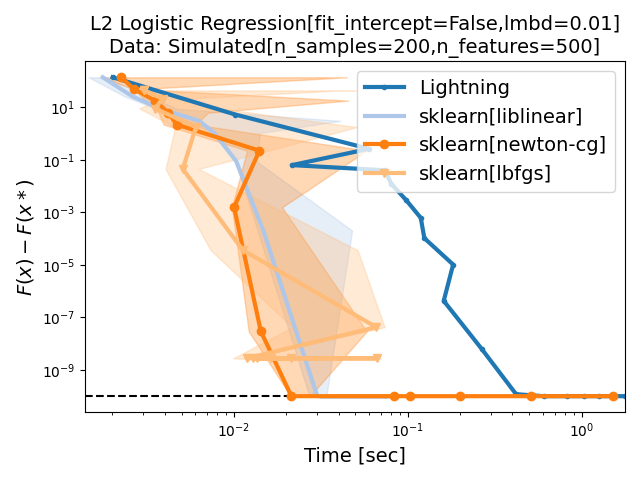 L2 Logistic Regression[fit_intercept=False,lmbd=0.01]
Data: Simulated[n_samples=200,n_features=500]
Lightning
sklearn[liblinear]
sklearn[newton-cg]
sklearn[lbfgs]
F(x) − F(x*)
10^1
10^-1
10^-3
10^-5
10^-7
10^-9
10^-2
10^-1
10^0
Time [sec]